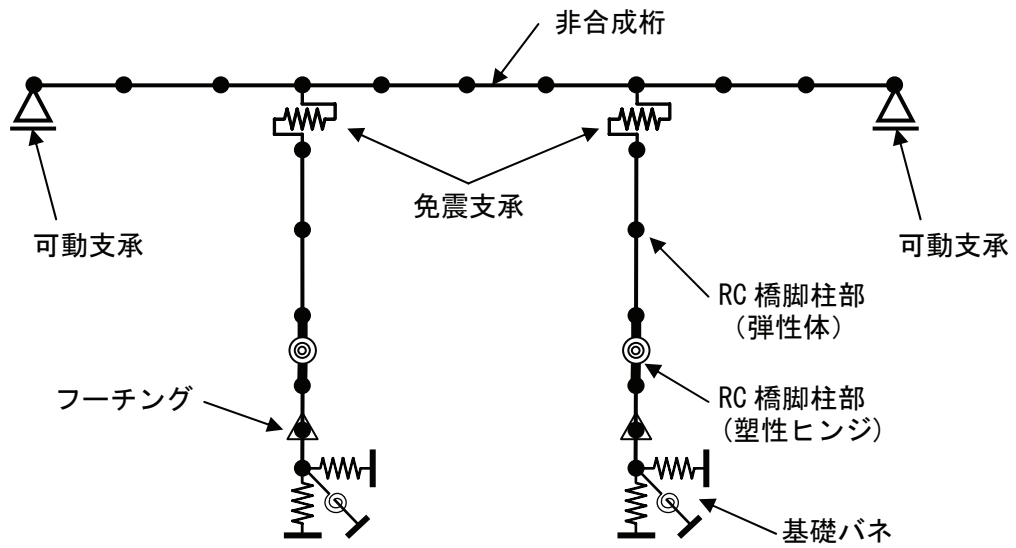 非合成桁
免震支承
可動支承
可動支承
RC 橋脚柱部
（弾性体）
フーチング
RC 橋脚柱部
（塑性ヒンジ）
基礎バネ